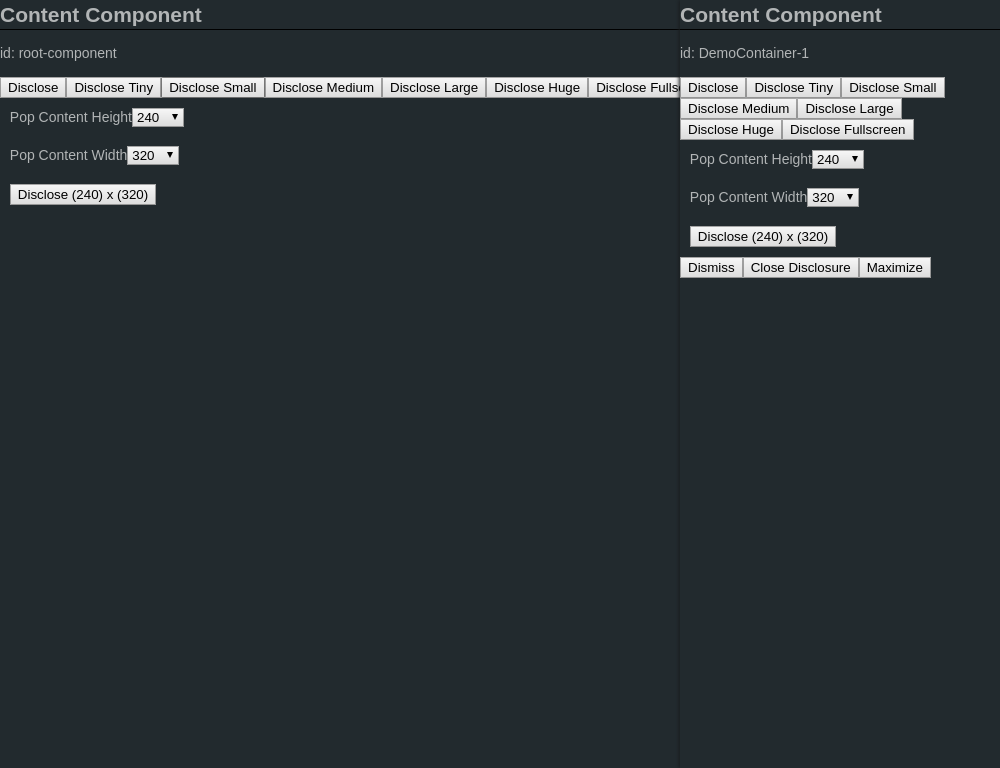 Content Component
id: root-component
Disclose Disclose Tiny Disclose Small Disclose Medium Disclose Large Disclose Huge Disclose
Pop Content Height 240
Pop Content Width 320
Disclose (240) x (320)
Content Component
id: DemoContainer-1
Disclose Disclose Tiny Disclose Small
Disclose Medium Disclose Large
Disclose Huge Disclose Fullscreen
Pop Content Height 240
Pop Content Width 320
Disclose (240) x (320)
Dismiss Close Disclosure Maximize